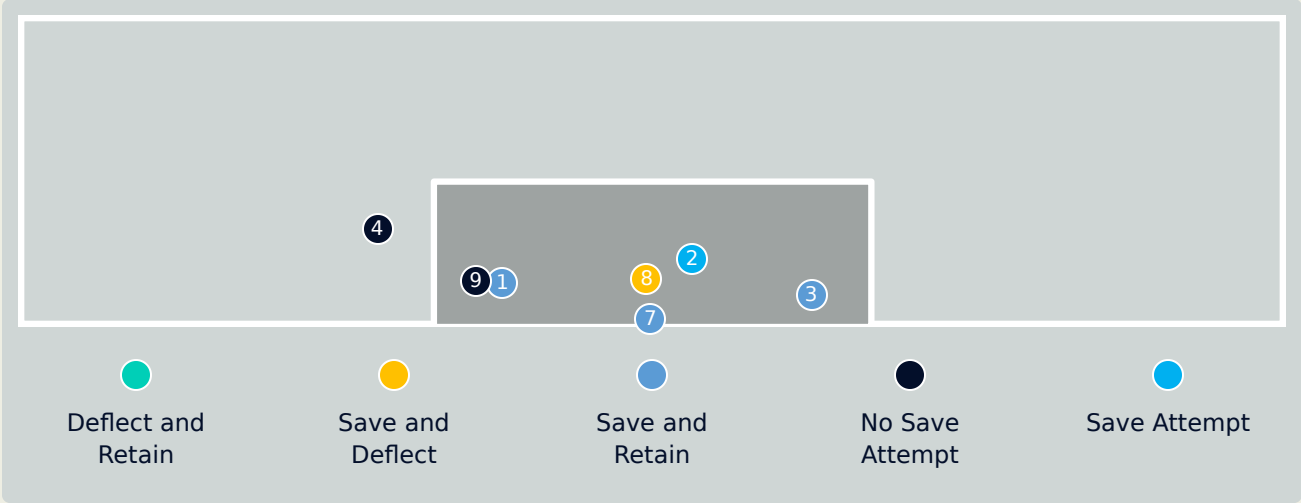 4
2
8
9 1
3
7
Deflect and
Retain
Save and
Deflect
Save and
Retain
No Save
Attempt
Save Attempt